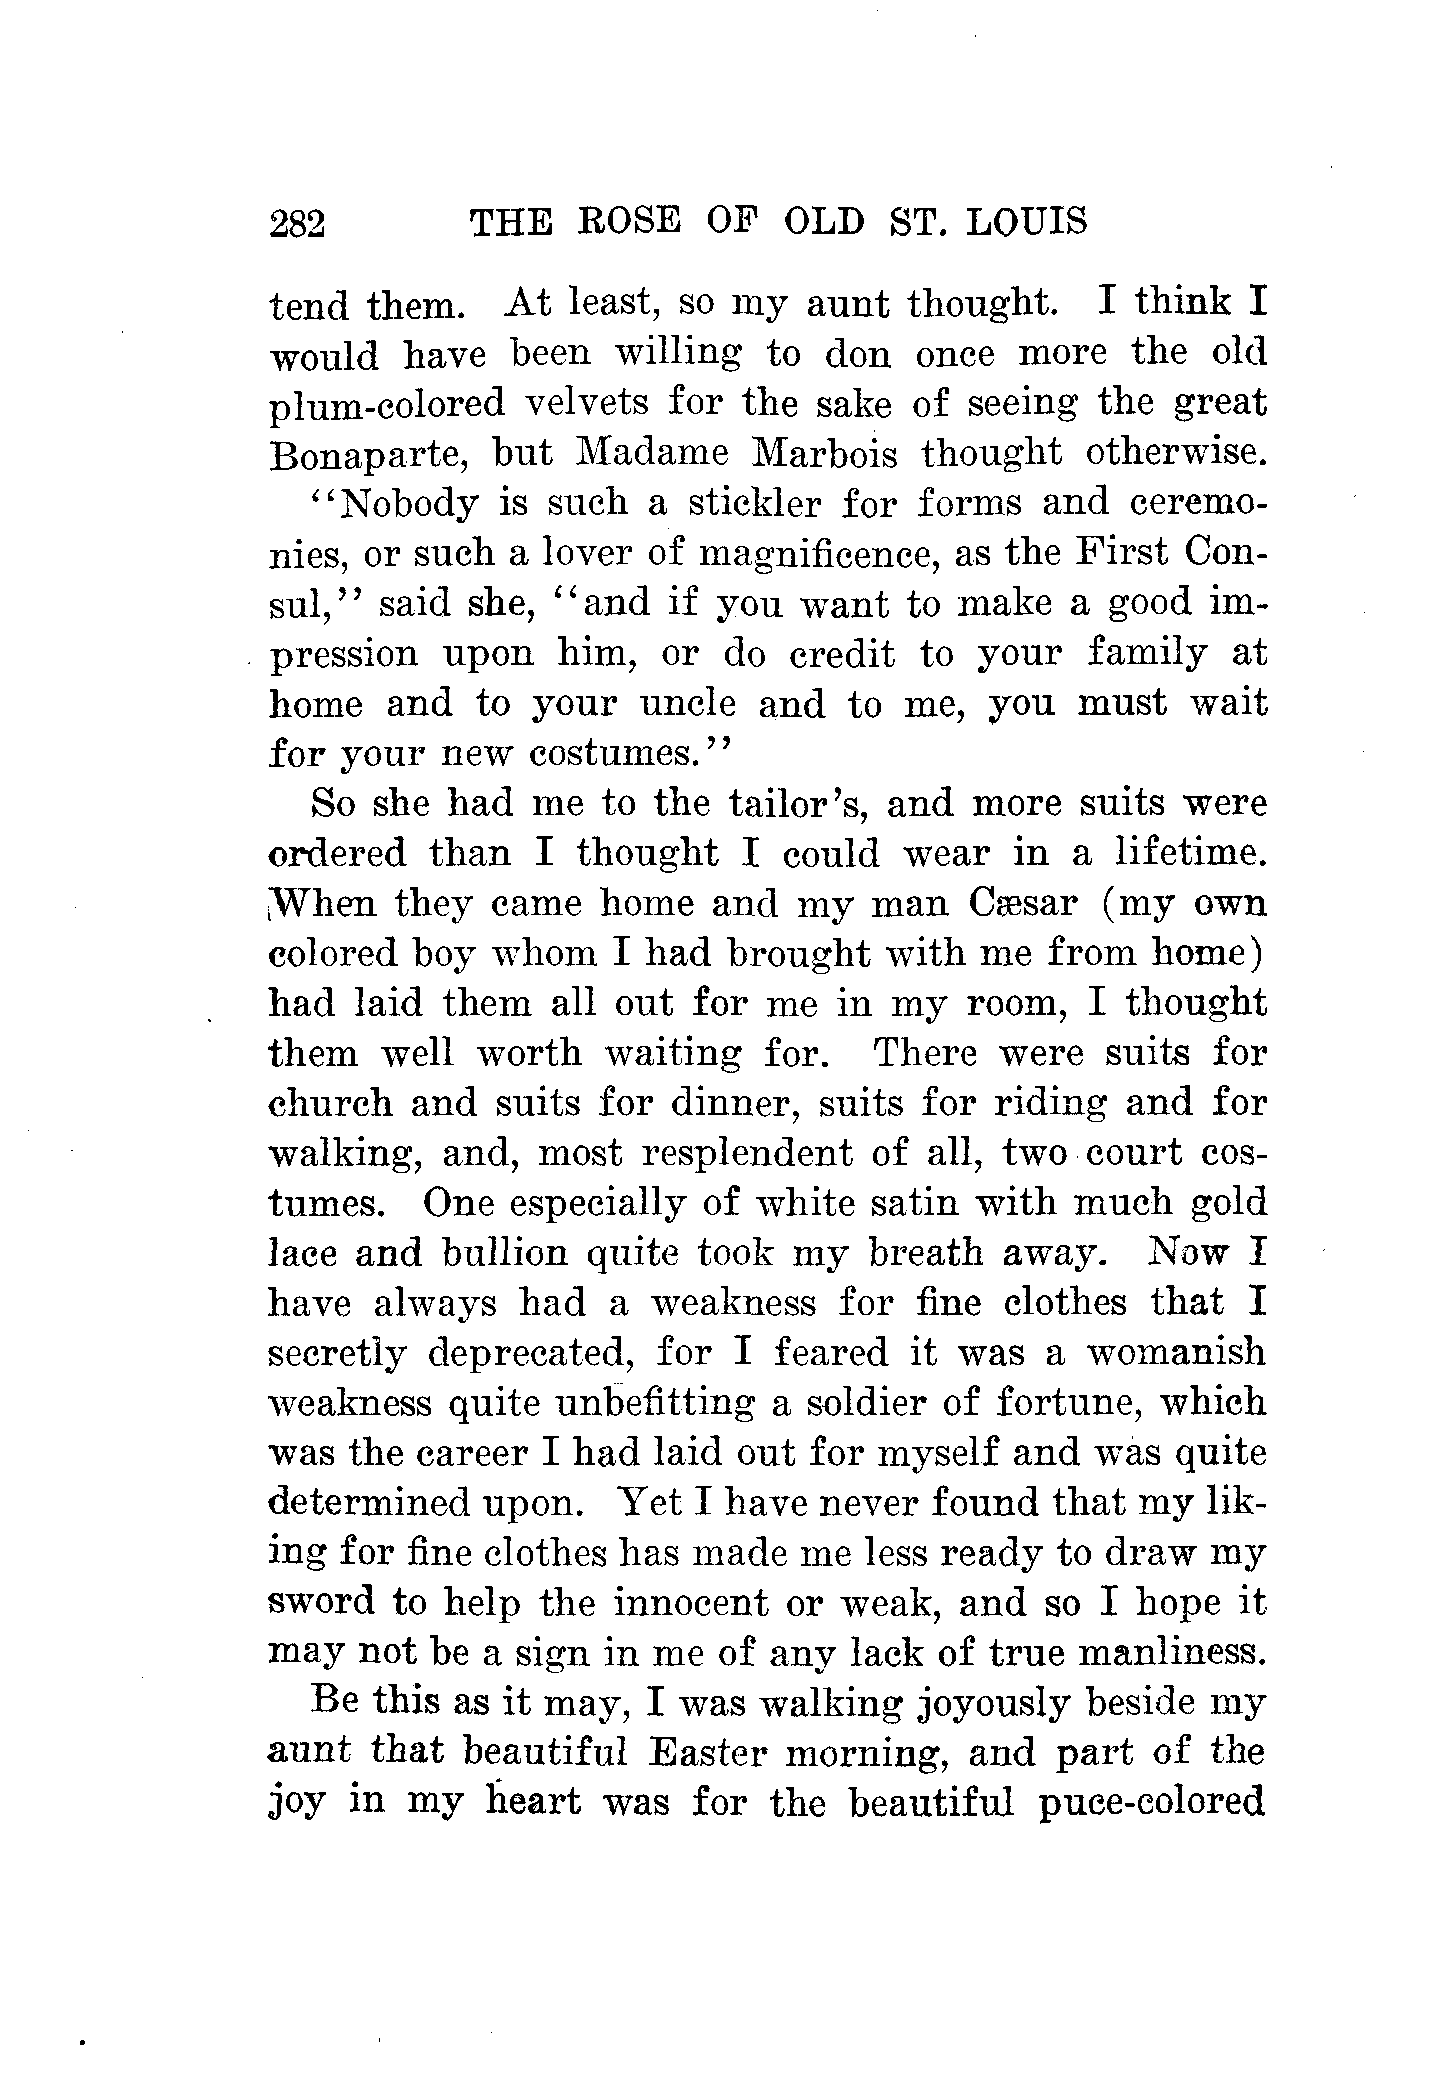 282 THE ROSE OF OLD ST. LOUIS
tend them. At least, so my aunt thought. I think I
would have been willing to don once more the old
plum-colored velvets for the sake of seeing the great
Bonaparte, but Madame Marbois thought otherwise.
"Nobody is such a stickler for forms and ceremo-
nies, or such a lover of magnificence, as the First Con-
sul," said she, "and if you want to make a good im-
pression upon him, or do credit to your family at
home and to your uncle and to me, you must wait
for your new costumes."
So she had me to the tailor's, and more suits were
ordered than I thought I could wear in a lifetime.
When they came home and my man Cæsar (my own
colored boy whom I had brought with me from home)
had laid them all out for me in my room, I thought
them well worth waiting for. There were suits for
church and suits for dinner, suits for riding and for
walking, and, most resplendent of all, two court cos-
tumes. One especially of white satin with much gold
lace and bullion quite took my breath away. Now I
have always had a weakness for fine clothes that I
secretly deprecated, for I feared it was a womanish
weakness quite unbefitting a soldier of fortune, which
was the career I had laid out for myself and was quite
determined upon. Yet I have never found that my lik-
ing for fine clothes has made me less ready to draw my
sword to help the innocent or weak, and so I hope it
may not be a sign in me of any lack of true manliness.
Be this as it may, I was walking joyously beside my
aunt that beautiful Easter morning, and part of the
joy in my heart was for the beautiful puce-colored